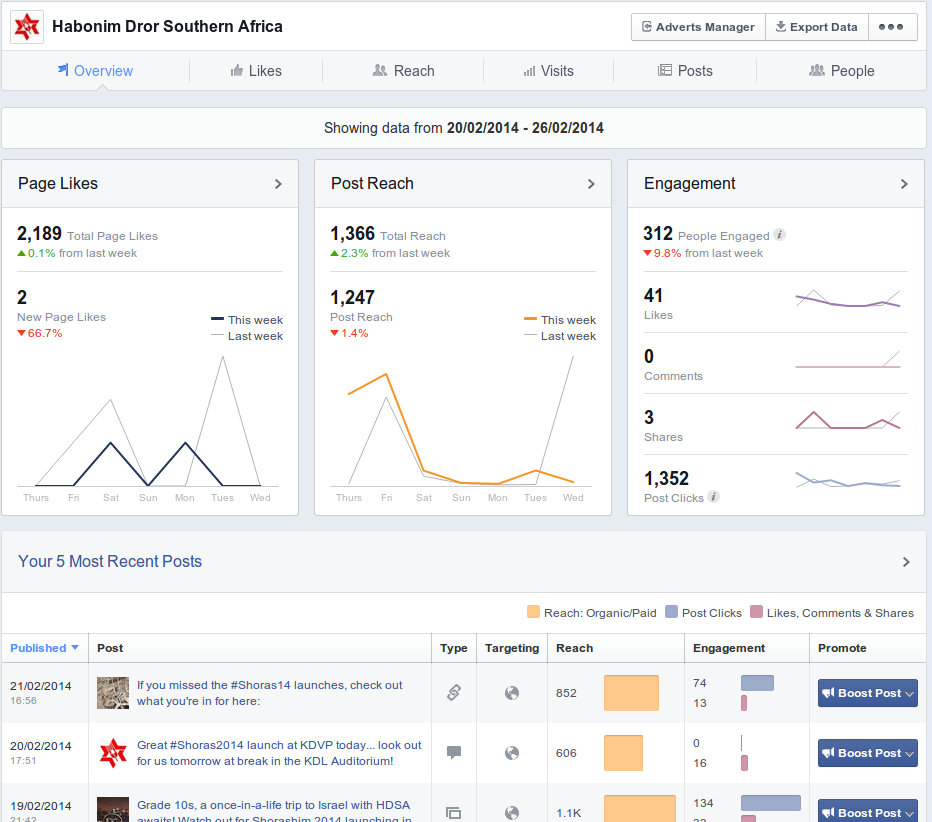 Habonim Dror Southern Africa
Adverts Manager
Export Data
Overview
Likes
Reach
Visits
Posts
People
Showing data from 20/02/2014 - 26/02/2014
Page Likes
2,189 Total Page Likes
0.1% from last week
2
New Page Likes
66.7%
This week
Last week
Thurs Fri Sat Sun Mon Tues Wed
Post Reach
1,366 Total Reach
2.3% from last week
1,247
Post Reach
1.4%
This week
Last week
Thurs Fri Sat Sun Mon Tues Wed
Engagement
312 People Engaged i
9.8% from last week
41
Likes
0
Comments
3
Shares
1,352
Post Clicks i
Your 5 Most Recent Posts
Reach: Organic/Paid Post Clicks Likes, Comments & Shares
Published Post Type Targeting Reach Engagement Promote
21/02/2014
16:56
If you missed the #Shoras14 launches, check out
what you're in for here:
852
74
13
Boost Post
20/02/2014
17:51
Great #Shoras2014 launch at KDVP today... look out
for us tomorrow at break in the KDL Auditorium!
606
0
16
Boost Post
19/02/2014
21:42
Grade 10s, a once-in-a-life trip to Israel with HDSA
awaits! Watch out for Shorashim 2014 launching in
1.1K
134
Boost Post